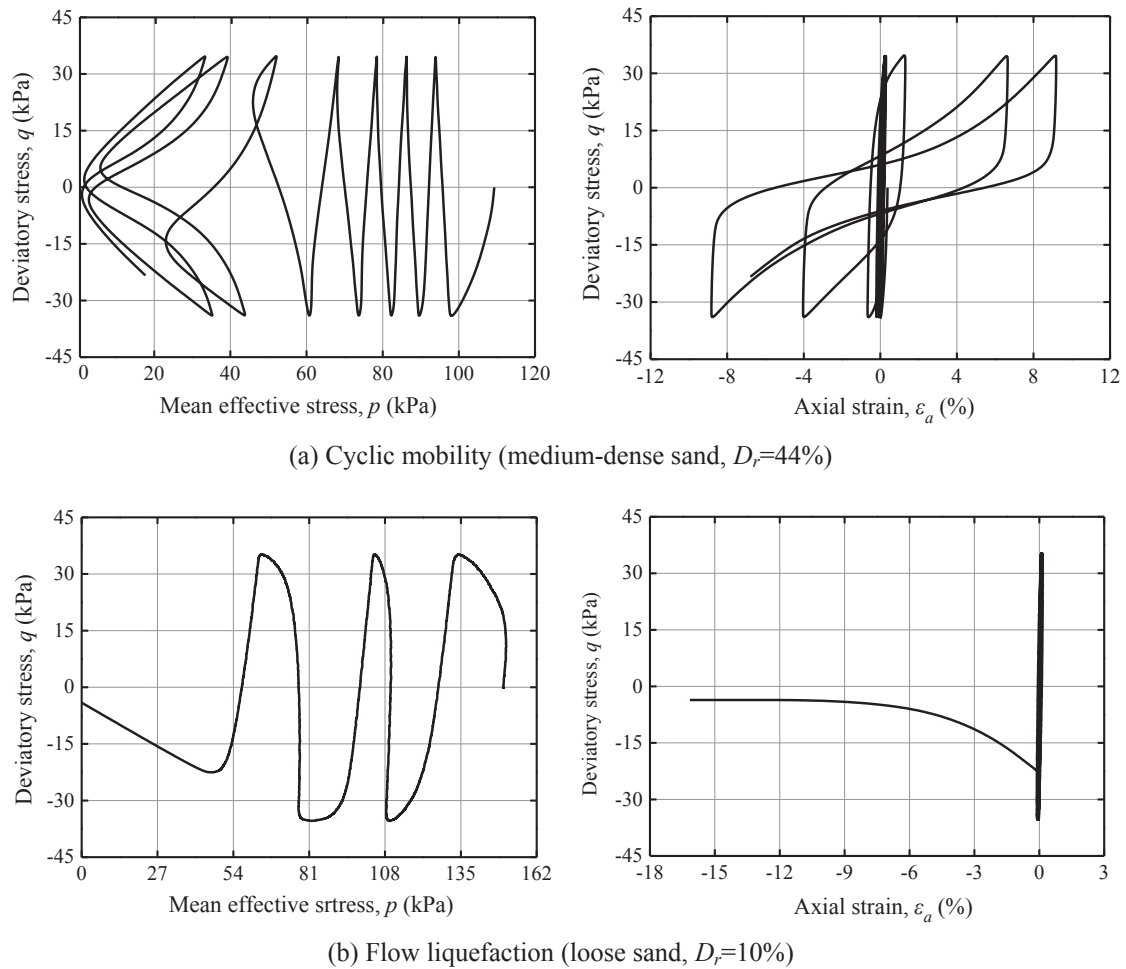 45
30
15
0
-15
-30
-45
Deviatory stress, q (kPa)
0 20 40 60 80 100 120
Mean effective stress, p (kPa)
45
30
15
0
-15
-30
-45
Deviatory stress, q (kPa)
-12 -8 -4 0 4 8 12
Axial strain, εa (%)
(a) Cyclic mobility (medium-dense sand, Dr=44%)
45
30
15
0
-15
-30
-45
Deviatory stress, q (kPa)
0 27 54 81 108 135 162
Mean effective srtress, p (kPa)
45
30
15
0
-15
-30
-45
Deviatory stress, q (kPa)
-18 -15 -12 -9 -6 -3 0 3
Axial strain, εa (%)
(b) Flow liquefaction (loose sand, Dr=10%)